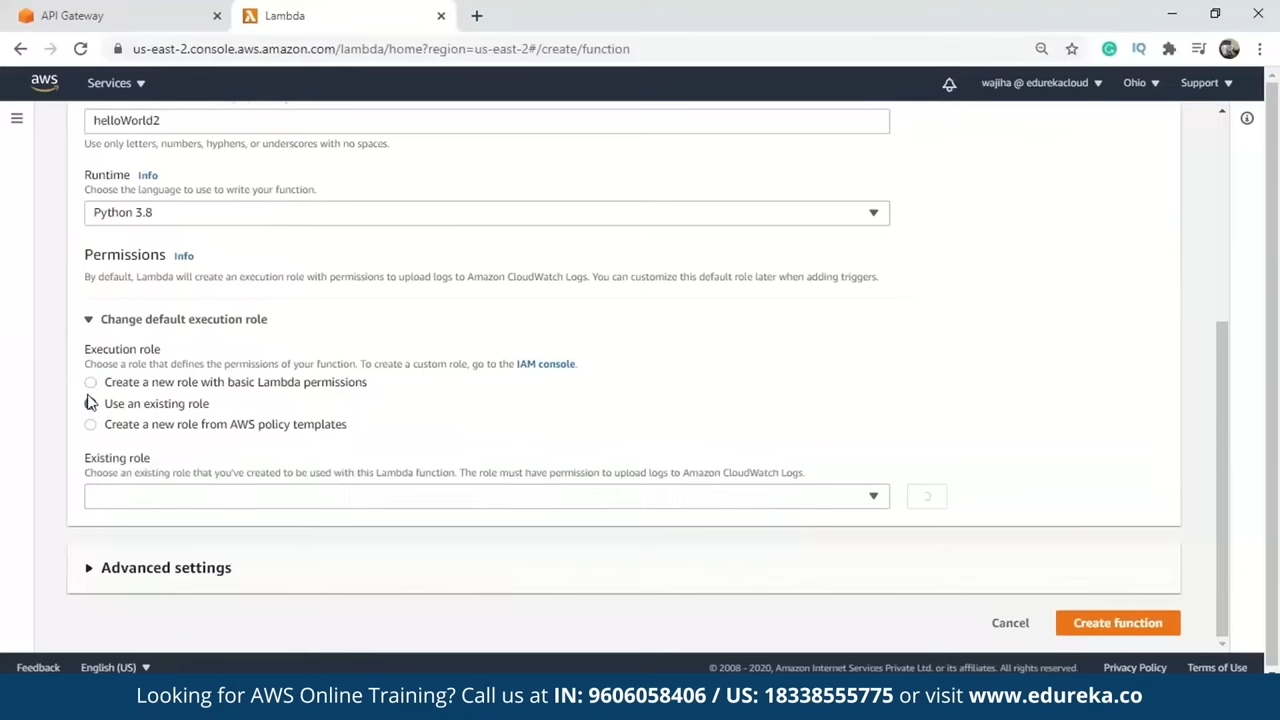 API Gateway
Lambda
us-east-2.console.aws.amazon.com/lambda/home?region=us-east-2#/create/function
IQ
aws
Services
wajiha @ edurekacloud
Ohio
Support
helloWorld2
Use only letters, numbers, hyphens, or underscores with no spaces.
Runtime Info
Choose the language to use to write your function.
Python 3.8
Permissions Info
By default, Lambda will create an execution role with permissions to upload logs to Amazon CloudWatch Logs. You can customize this default role later when adding triggers.
Change default execution role
Execution role
Choose a role that defines the permissions of your function. To create a custom role, go to the IAM console.
Create a new role with basic Lambda permissions
Use an existing role
Create a new role from AWS policy templates
Existing role
Choose an existing role that you've created to be used with this Lambda function. The role must have permission to upload logs to Amazon CloudWatch Logs.
Advanced settings
Cancel
Create function
Feedback
English (US)
© 2008 - 2020, Amazon Internet Services Private Ltd. or its affiliates. All rights reserved.
Privacy Policy
Terms of Use
Looking for AWS Online Training? Call us at IN: 9606058406 / US: 18338555775 or visit www.edureka.co